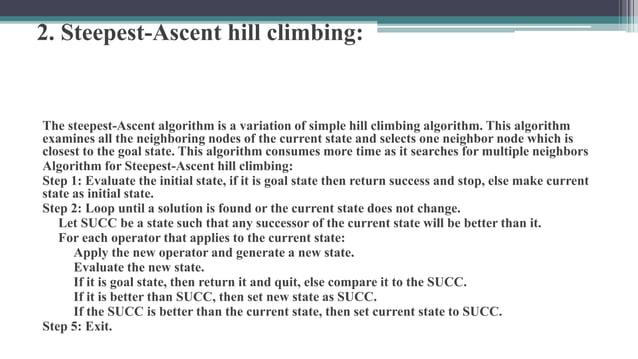 2. Steepest-Ascent hill climbing:
The steepest-Ascent algorithm is a variation of simple hill climbing algorithm. This algorithm
examines all the neighboring nodes of the current state and selects one neighbor node which is
closest to the goal state. This algorithm consumes more time as it searches for multiple neighbors
Algorithm for Steepest-Ascent hill climbing:
Step 1: Evaluate the initial state, if it is goal state then return success and stop, else make current
state as initial state.
Step 2: Loop until a solution is found or the current state does not change.
Let SUCC be a state such that any successor of the current state will be better than it.
For each operator that applies to the current state:
Apply the new operator and generate a new state.
Evaluate the new state.
If it is goal state, then return it and quit, else compare it to the SUCC.
If it is better than SUCC, then set new state as SUCC.
If the SUCC is better than the current state, then set current state to SUCC.
Step 5: Exit.